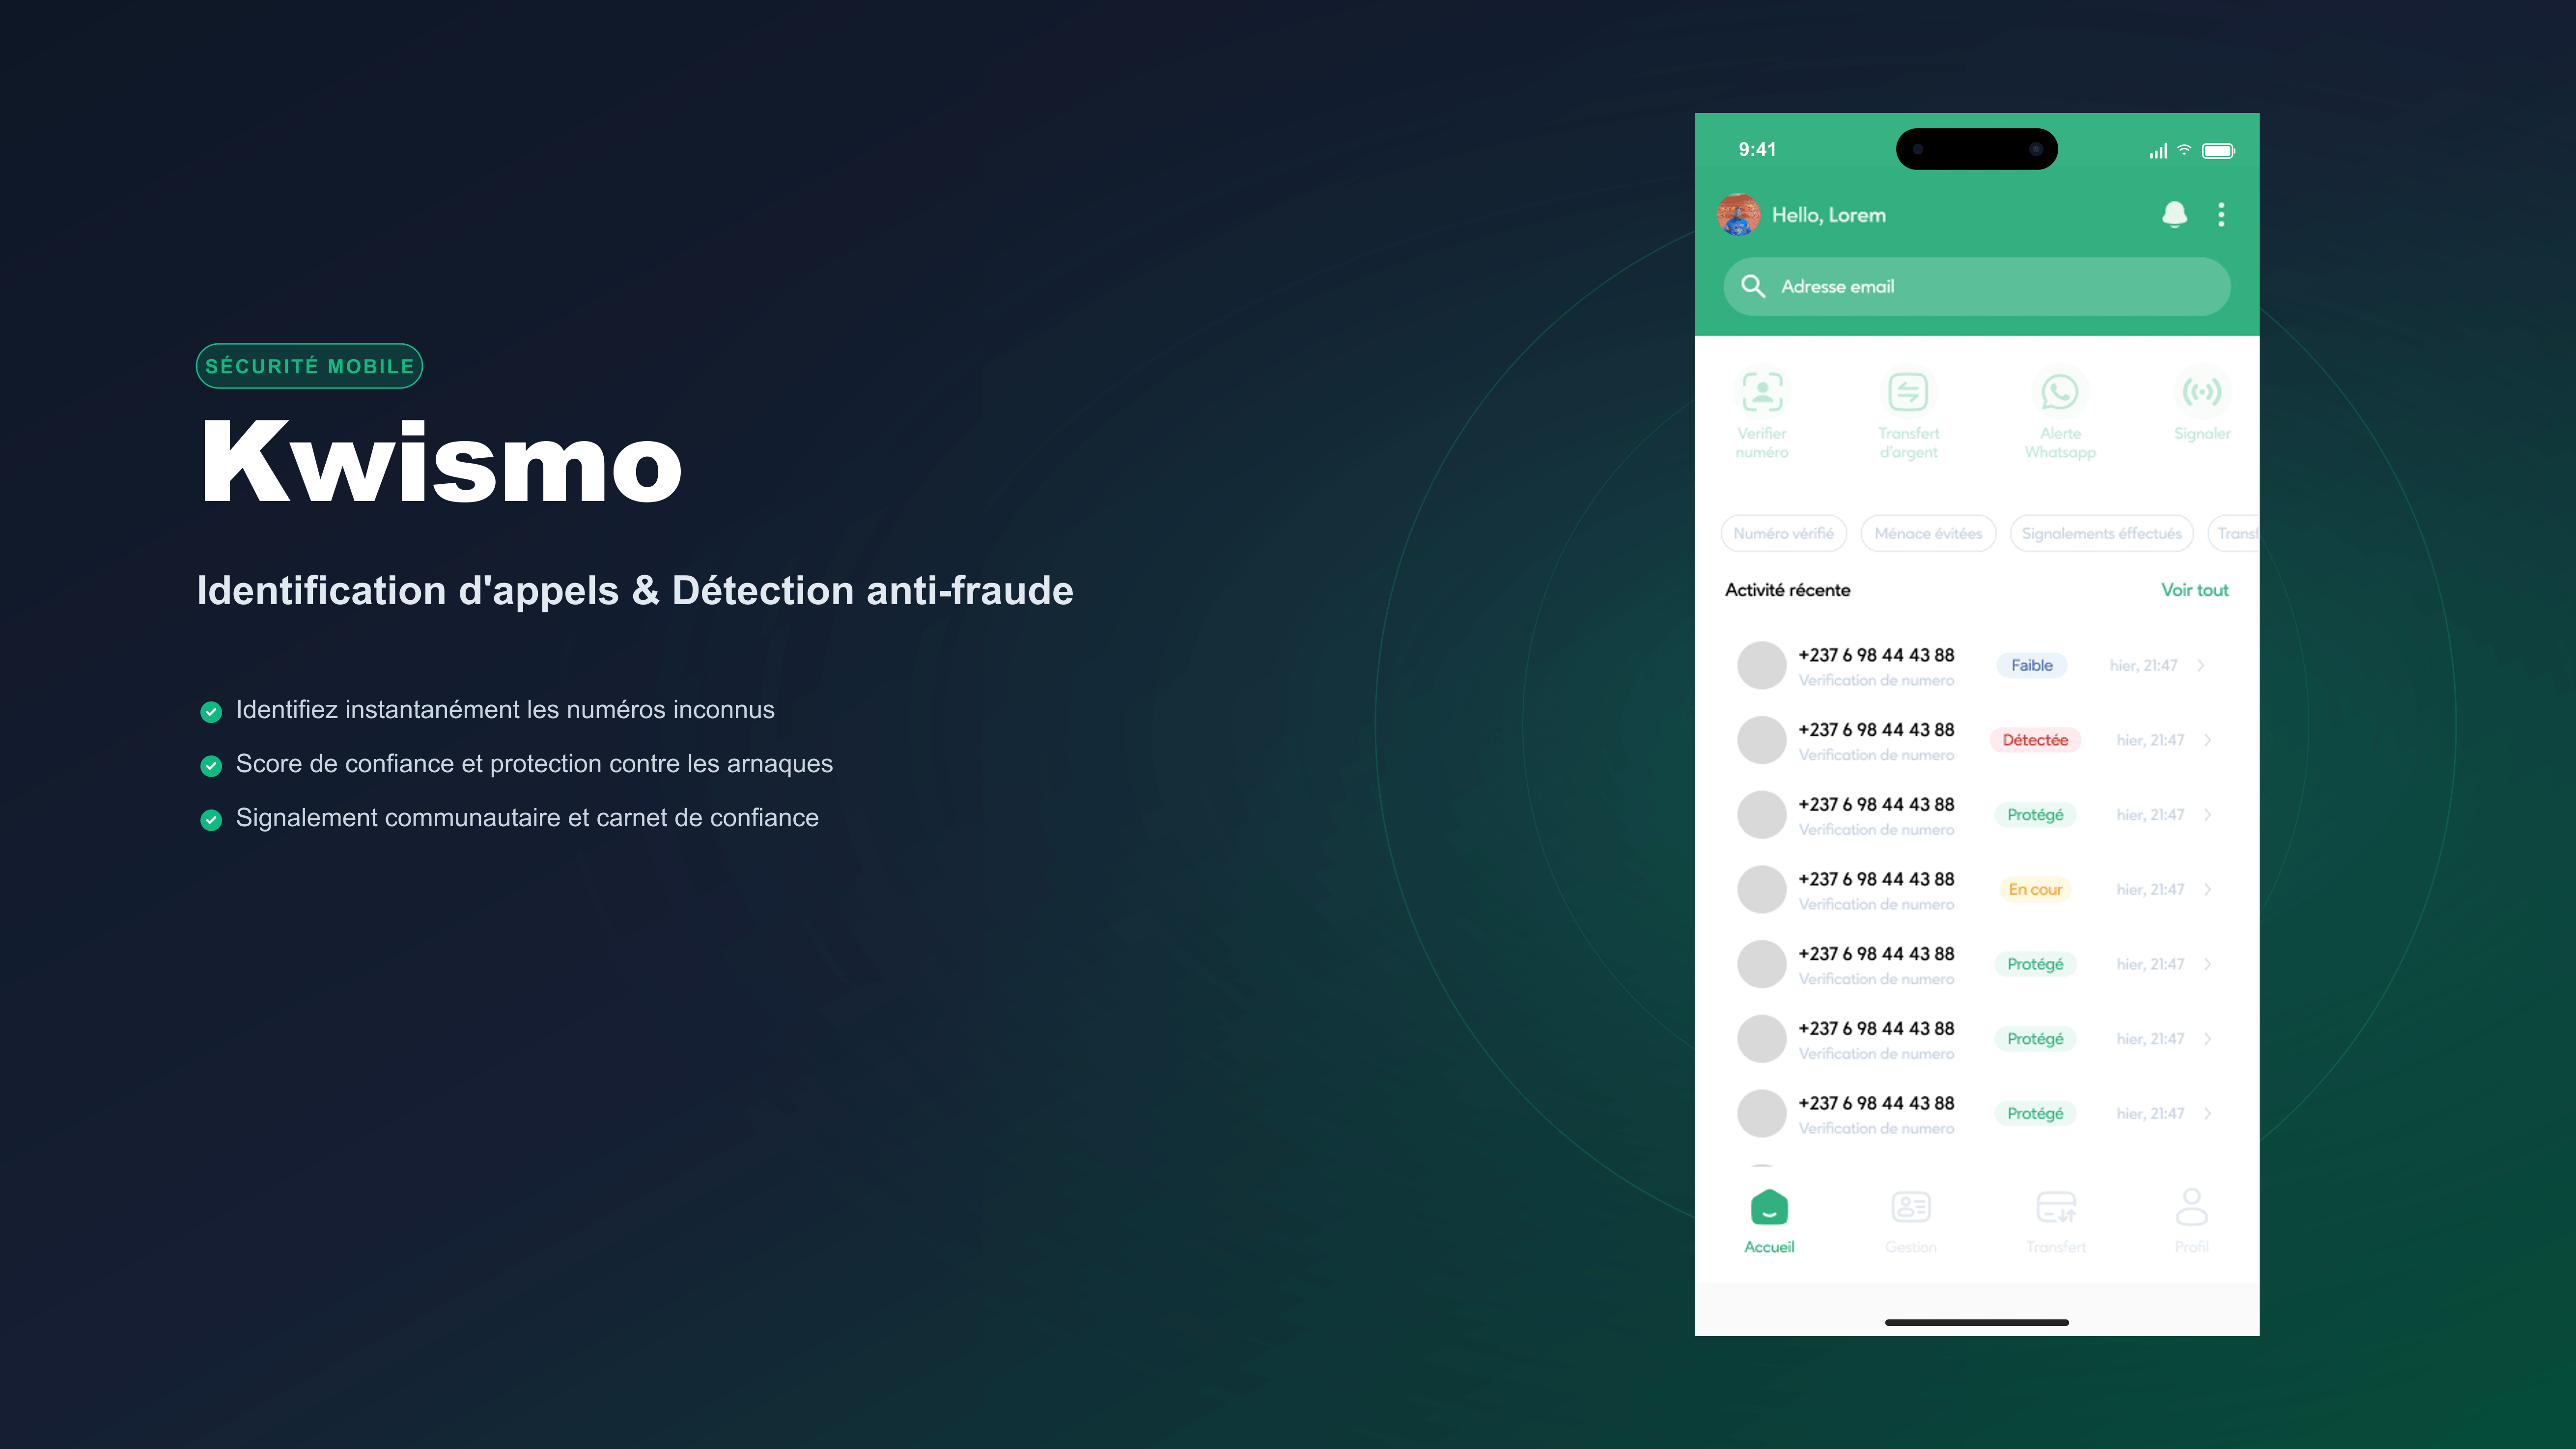 SÉCURITÉ MOBILE
Kwismo
Identification d'appels & Détection anti-fraude
Identifiez instantanément les numéros inconnus
Score de confiance et protection contre les arnaques
Signalement communautaire et carnet de confiance
9:41
Hello, Lorem
Adresse email
Verifier numéro
Transfert d'argent
Alerte Whatsapp
Signaler
Numéro vérifié
Ménace évitées
Signalements éffectués
Transf
Activité récente
Voir tout
+237 6 98 44 43 88
Verification de numero
Faible
hier, 21:47
+237 6 98 44 43 88
Verification de numero
Détectée
hier, 21:47
+237 6 98 44 43 88
Verification de numero
Protégé
hier, 21:47
+237 6 98 44 43 88
Verification de numero
En cour
hier, 21:47
+237 6 98 44 43 88
Verification de numero
Protégé
hier, 21:47
+237 6 98 44 43 88
Verification de numero
Protégé
hier, 21:47
+237 6 98 44 43 88
Verification de numero
Protégé
hier, 21:47
Accueil
Gestion
Transfert
Profil